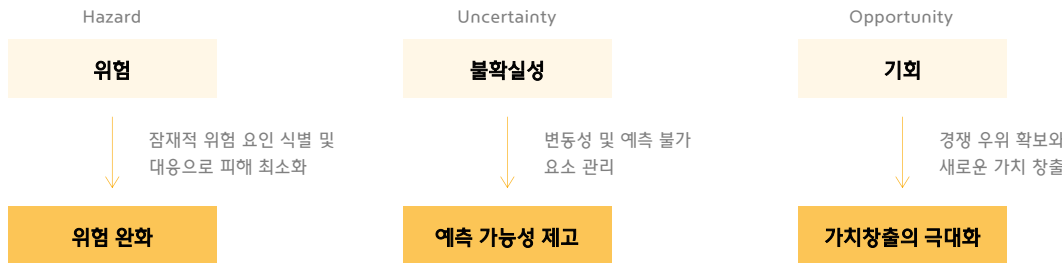 Hazard
위험
잠재적 위험 요인 식별 및
대응으로 피해 최소화
위험 완화
Uncertainty
불확실성
변동성 및 예측 불가
요소 관리
예측 가능성 제고
Opportunity
기회
경쟁 우위 확보와
새로운 가치 창출
가치창출의 극대화